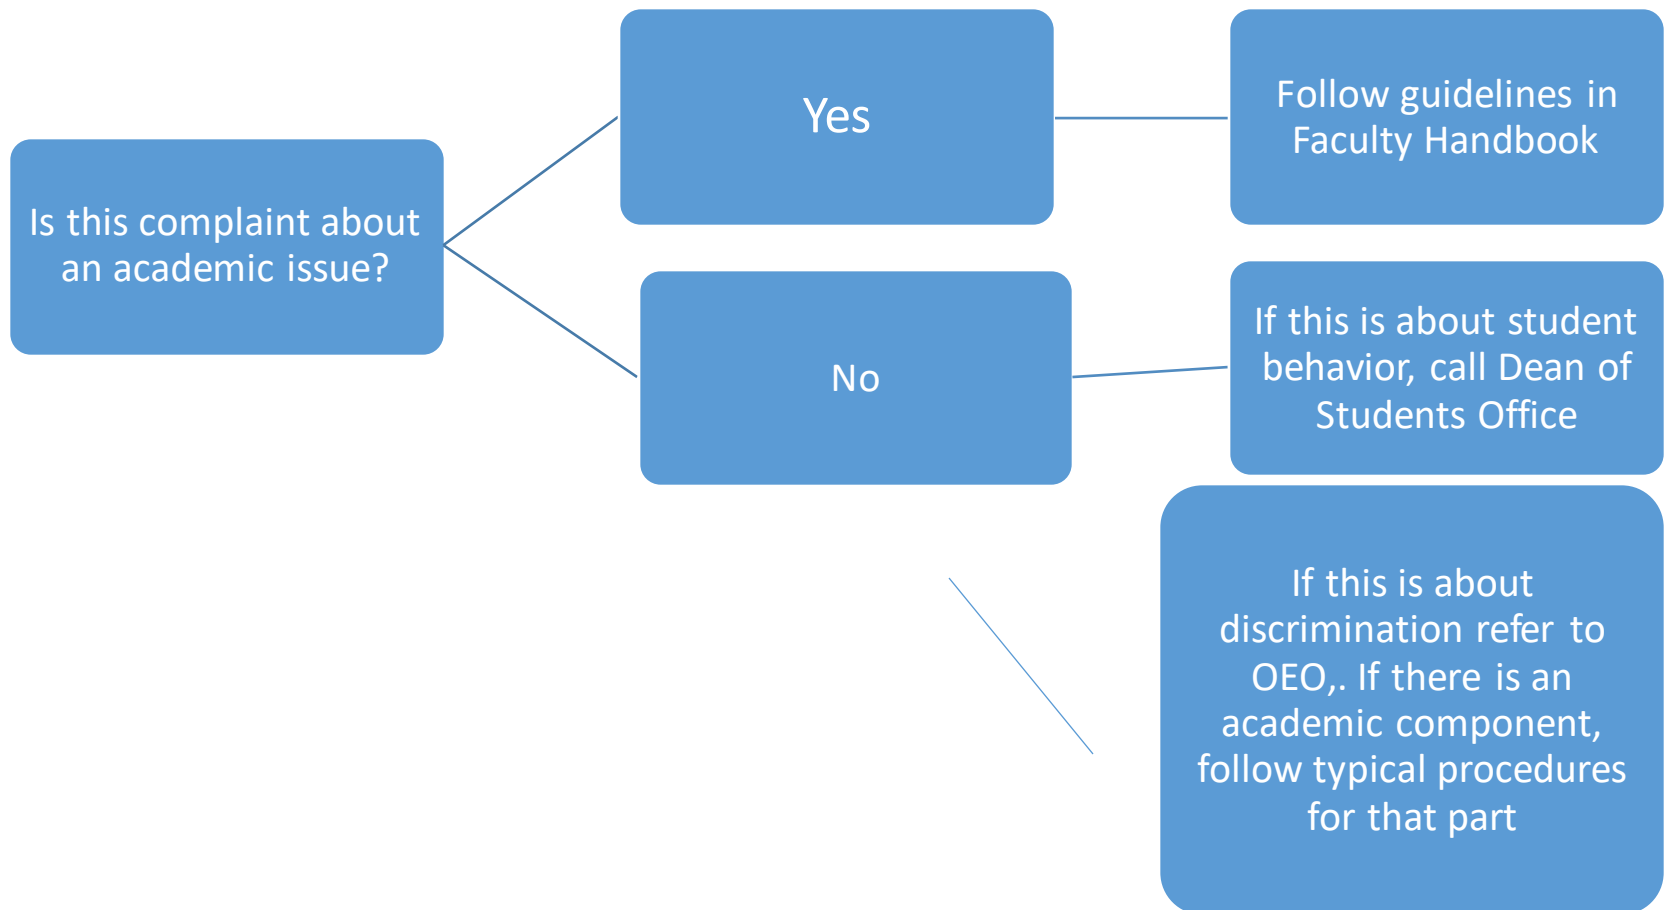 Is this complaint about
an academic issue?
Yes
Follow guidelines in
Faculty Handbook
No
If this is about student
behavior, call Dean of
Students Office
If this is about
discrimination refer to
OEO,. If there is an
academic component,
follow typical procedures
for that part